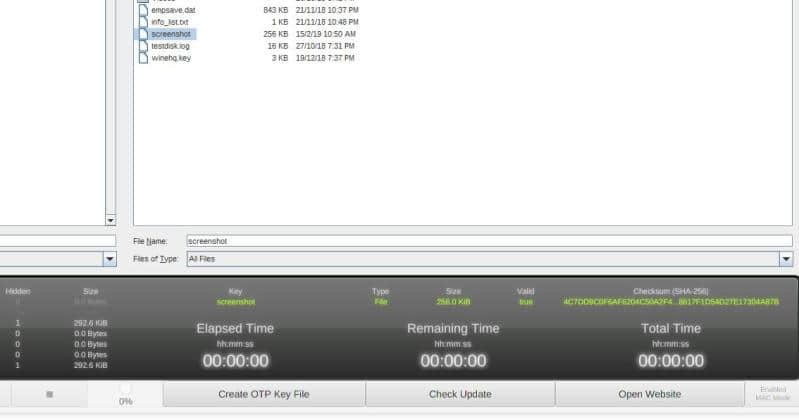 empsave.dat 843 KB 21/11/18 10:37 PM
info_list.txt 1 KB 21/11/18 10:48 PM
screenshot 256 KB 15/2/19 10:50 AM
testdisk.log 16 KB 27/10/18 7:31 PM
winehq.key 3 KB 19/12/18 7:37 PM
File Name: screenshot
Files of Type: All Files
Hidden Size Key Type Size Valid Checksum (SHA-256)
0 0.0 Bytes screenshot File 256.0 KiB true 4C7DD9C0F6AF6204C50A2F4...8617F1D54D27E17304A87B
1 292.6 KiB
0 0.0 Bytes
0 0.0 Bytes
0 0.0 Bytes
1 292.6 KiB
Elapsed Time Remaining Time Total Time
hh:mm:ss hh:mm:ss hh:mm:ss
00:00:00 00:00:00 00:00:00
0% Create OTP Key File Check Update Open Website Enabled
MAC Mode